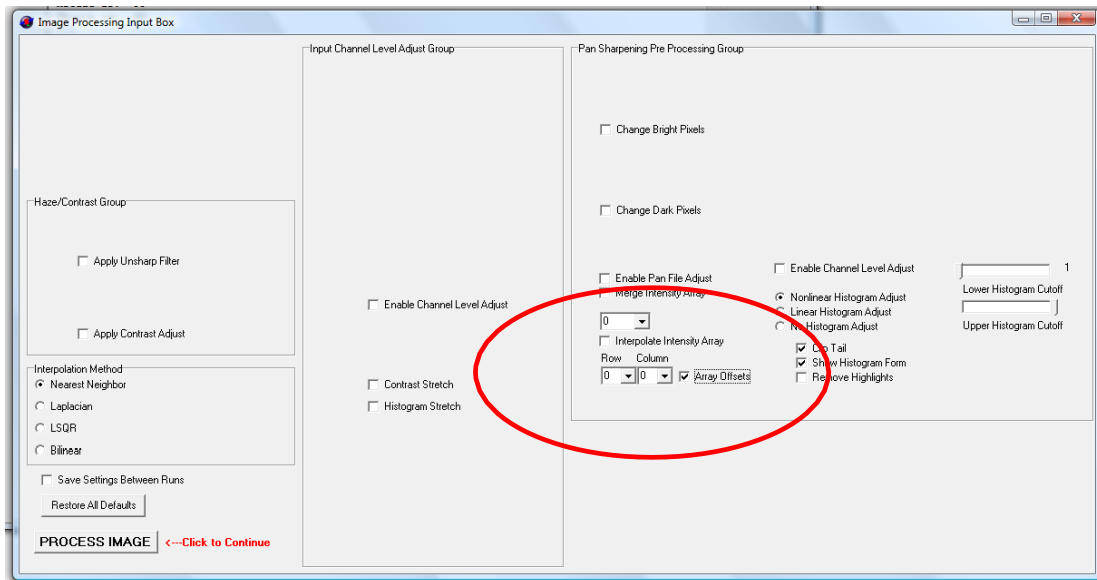 Image Processing Input Box
Input Channel Level Adjust Group
Pan Sharpening Pre Processing Group
Change Bright Pixels
Haze/Contrast Group
Change Dark Pixels
Apply Unsharp Filter
Enable Channel Level Adjust
1
Enable Pan File Adjust
Lower Histogram Cutoff
Merge Intensity Array
Nonlinear Histogram Adjust
Enable Channel Level Adjust
Linear Histogram Adjust
0
No Histogram Adjust
Upper Histogram Cutoff
Apply Contrast Adjust
Interpolate Intensity Array
Clip Tail
Row Column
Show Histogram Form
Interpolation Method
0 0 Array Offsets
Remove Highlights
Nearest Neighbor
Contrast Stretch
Laplacian
Histogram Stretch
LSQR
Bilinear
Save Settings Between Runs
Restore All Defaults
PROCESS IMAGE <---Click to Continue